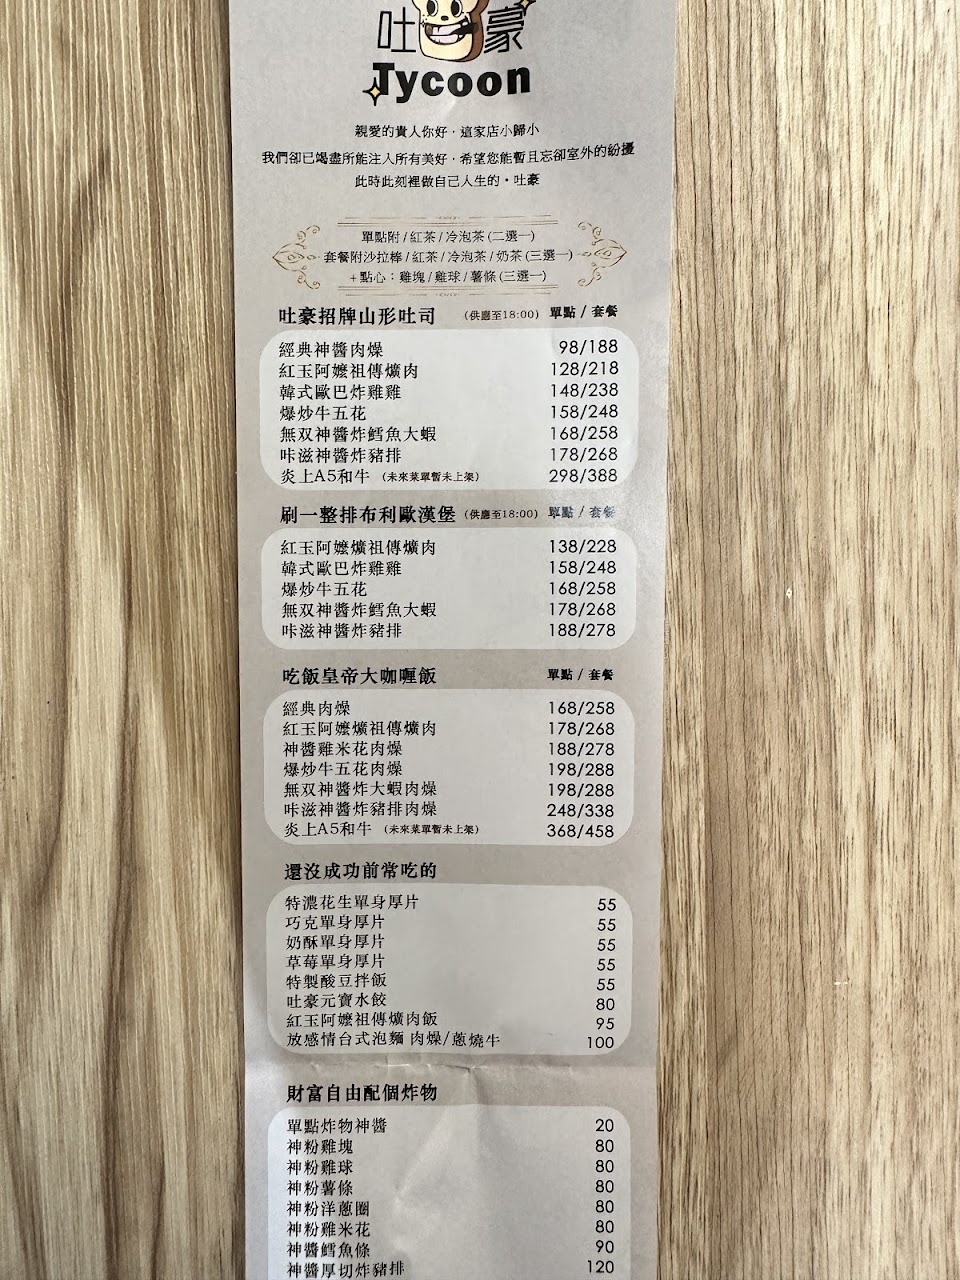 吐豪
Tycoon
親愛的貴人你好·這家店小歸小
我們卻已竭盡所能注入所有美好·希望您能暫且忘卻室外的紛擾
此時此刻裡做自己人生的·吐豪
單點附/紅茶/冷泡茶(二選一)
套餐附沙拉棒/紅茶/冷泡茶/奶茶(三選一)
+點心：雞塊/雞球/薯條(三選一)
吐豪招牌山形吐司 (供應至18:00) 單點 / 套餐
經典神醬肉燥 98/188
紅玉阿嬤祖傳爌肉 128/218
韓式歐巴炸雞雞 148/238
爆炒牛五花 158/248
無双神醬炸鱈魚大蝦 168/258
咔滋神醬炸豬排 178/268
炎上A5和牛 (未來菜單暫未上架) 298/388
刷一整排布利歐漢堡 (供應至18:00) 單點 / 套餐
紅玉阿嬤爌祖傳爌肉 138/228
韓式歐巴炸雞雞 158/248
爆炒牛五花 168/258
無双神醬炸鱈魚大蝦 178/268
咔滋神醬炸豬排 188/278
吃飯皇帝大咖喱飯 單點 / 套餐
經典肉燥 168/258
紅玉阿嬤爌祖傳爌肉 178/268
神醬雞米花肉燥 188/278
爆炒牛五花肉燥 198/288
無双神醬炸大蝦肉燥 198/288
咔滋神醬炸豬排肉燥 248/338
炎上A5和牛 (未來菜單暫未上架) 368/458
還沒成功前常吃的
特濃花生單身厚片 55
巧克單身厚片 55
奶酥單身厚片 55
草莓單身厚片 55
特製酸豆拌飯 55
吐豪元寶水餃 80
紅玉阿嬤祖傳爌肉飯 95
放感情台式泡麵 肉燥/蔥燒牛 100
財富自由配個炸物
單點炸物神醬 20
神粉雞塊 80
神粉雞球 80
神粉薯條 80
神粉洋蔥圈 80
神粉雞米花 80
神醬鱈魚條 90
神醬厚切炸豬排 120